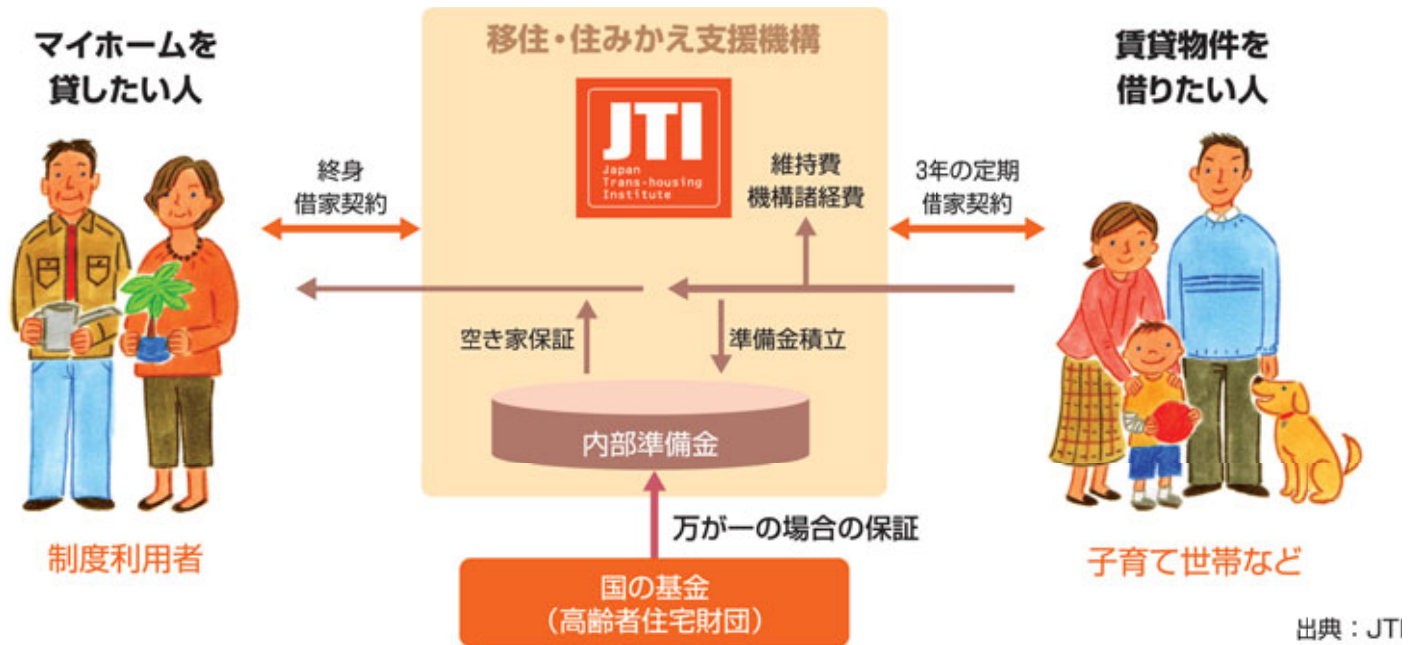 マイホームを
貸したい人
移住・住みかえ支援機構
賃貸物件を
借りたい人
JTI
Japan
Trans-housing
Institute
終身
借家契約
維持費
機構諸経費
3年の定期
借家契約
空き家保証
準備金積立
内部準備金
万が一の場合の保証
制度利用者
子育て世帯など
国の基金
（高齢者住宅財団）
出典：JTI